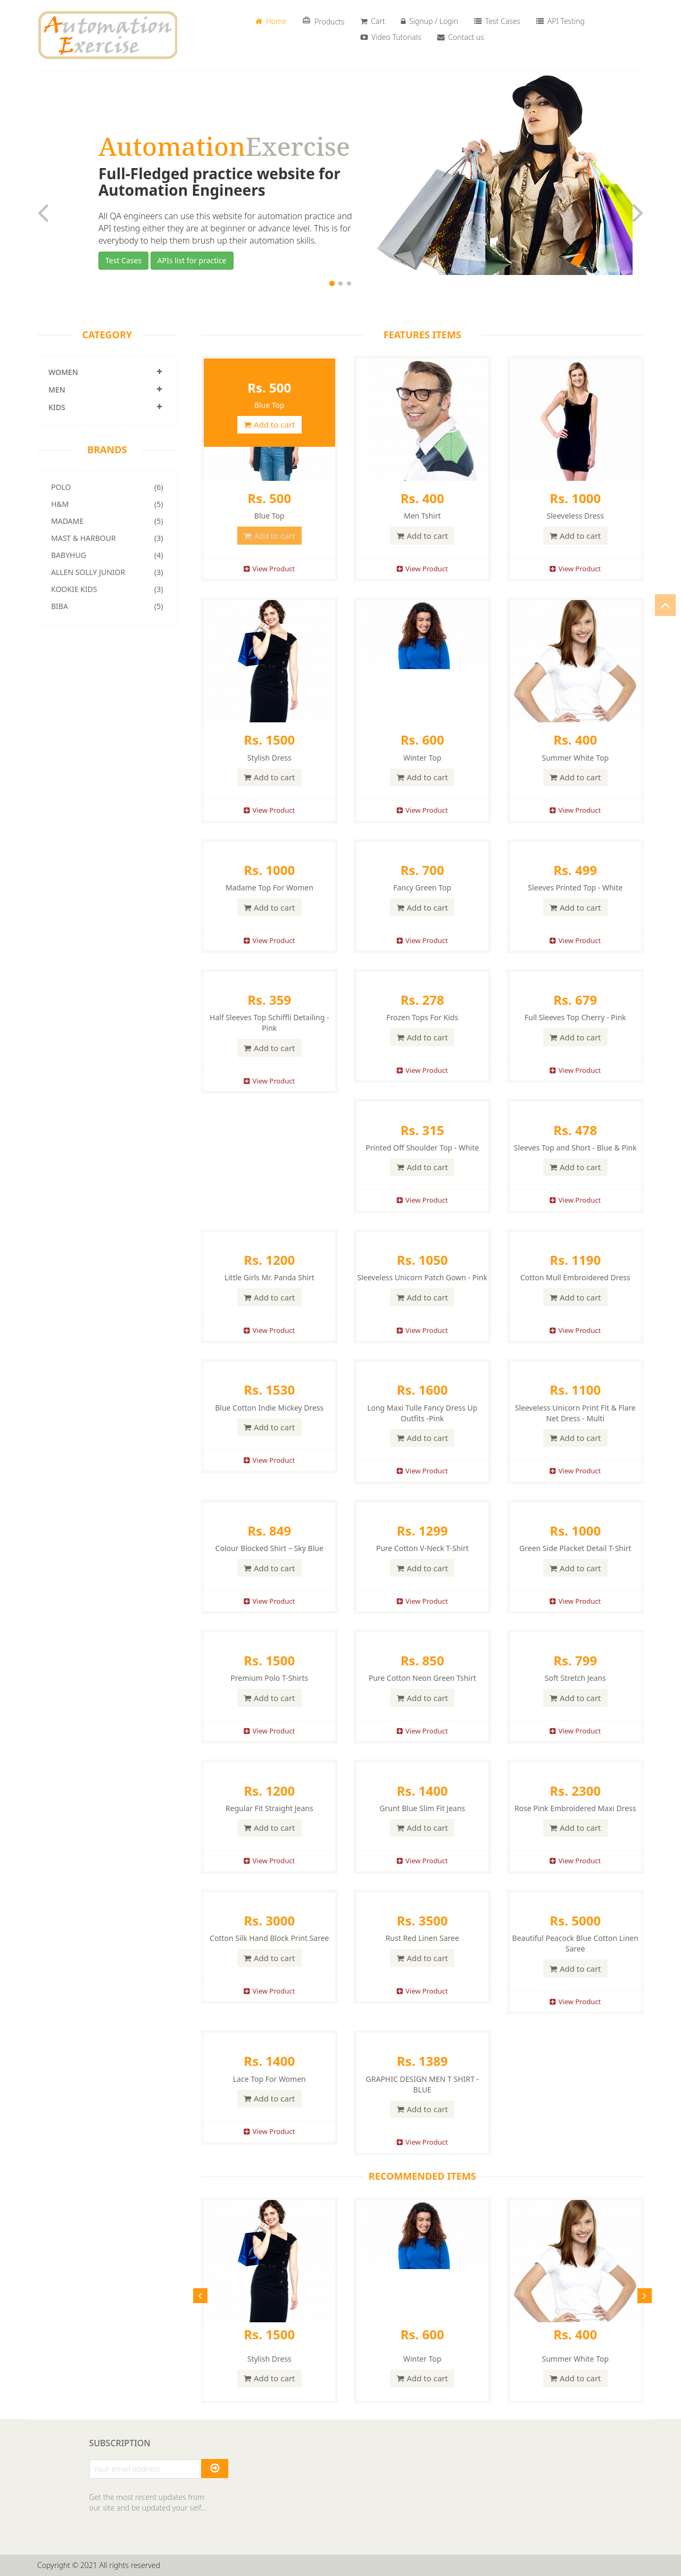 Automation
Exercise
Home
Products
Cart
Signup / Login
Test Cases
API Testing
Video Tutorials
Contact us
AutomationExercise
Full-Fledged practice website for
Automation Engineers
All QA engineers can use this website for automation practice and
API testing either they are at beginner or advance level. This is for
everybody to help them brush up their automation skills.
Test Cases
APIs list for practice
CATEGORY
WOMEN
MEN
KIDS
BRANDS
POLO (6)
H&M (5)
MADAME (5)
MAST & HARBOUR (3)
BABYHUG (4)
ALLEN SOLLY JUNIOR (3)
KOOKIE KIDS (3)
BIBA (5)
FEATURES ITEMS
Rs. 500
Blue Top
Add to cart
Rs. 500
Blue Top
Add to cart
View Product
Rs. 400
Men Tshirt
Add to cart
View Product
Rs. 1000
Sleeveless Dress
Add to cart
View Product
Rs. 1500
Stylish Dress
Add to cart
View Product
Rs. 600
Winter Top
Add to cart
View Product
Rs. 400
Summer White Top
Add to cart
View Product
Rs. 1000
Madame Top For Women
Add to cart
View Product
Rs. 700
Fancy Green Top
Add to cart
View Product
Rs. 499
Sleeves Printed Top - White
Add to cart
View Product
Rs. 359
Half Sleeves Top Schiffli Detailing -
Pink
Add to cart
View Product
Rs. 278
Frozen Tops For Kids
Add to cart
View Product
Rs. 679
Full Sleeves Top Cherry - Pink
Add to cart
View Product
Rs. 315
Printed Off Shoulder Top - White
Add to cart
View Product
Rs. 478
Sleeves Top and Short - Blue & Pink
Add to cart
View Product
Rs. 1200
Little Girls Mr. Panda Shirt
Add to cart
View Product
Rs. 1050
Sleeveless Unicorn Patch Gown - Pink
Add to cart
View Product
Rs. 1190
Cotton Mull Embroidered Dress
Add to cart
View Product
Rs. 1530
Blue Cotton Indie Mickey Dress
Add to cart
View Product
Rs. 1600
Long Maxi Tulle Fancy Dress Up
Outfits -Pink
Add to cart
View Product
Rs. 1100
Sleeveless Unicorn Print Fit & Flare
Net Dress - Multi
Add to cart
View Product
Rs. 849
Colour Blocked Shirt – Sky Blue
Add to cart
View Product
Rs. 1299
Pure Cotton V-Neck T-Shirt
Add to cart
View Product
Rs. 1000
Green Side Placket Detail T-Shirt
Add to cart
View Product
Rs. 1500
Premium Polo T-Shirts
Add to cart
View Product
Rs. 850
Pure Cotton Neon Green Tshirt
Add to cart
View Product
Rs. 799
Soft Stretch Jeans
Add to cart
View Product
Rs. 1200
Regular Fit Straight Jeans
Add to cart
View Product
Rs. 1400
Grunt Blue Slim Fit Jeans
Add to cart
View Product
Rs. 2300
Rose Pink Embroidered Maxi Dress
Add to cart
View Product
Rs. 3000
Cotton Silk Hand Block Print Saree
Add to cart
View Product
Rs. 3500
Rust Red Linen Saree
Add to cart
View Product
Rs. 5000
Beautiful Peacock Blue Cotton Linen
Saree
Add to cart
View Product
Rs. 1400
Lace Top For Women
Add to cart
View Product
Rs. 1389
GRAPHIC DESIGN MEN T SHIRT -
BLUE
Add to cart
View Product
RECOMMENDED ITEMS
Rs. 1500
Stylish Dress
Add to cart
Rs. 600
Winter Top
Add to cart
Rs. 400
Summer White Top
Add to cart
SUBSCRIPTION
Your email address
Get the most recent updates from
our site and be updated your self...
Copyright © 2021 All rights reserved